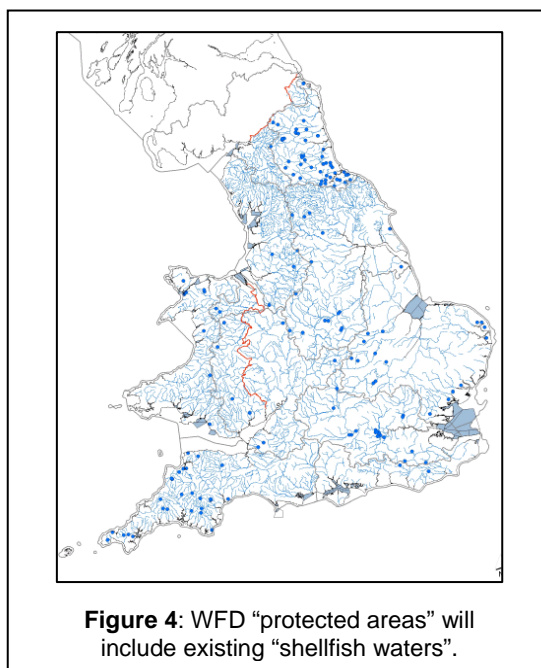 Figure 4: WFD “protected areas” will
include existing “shellfish waters”.